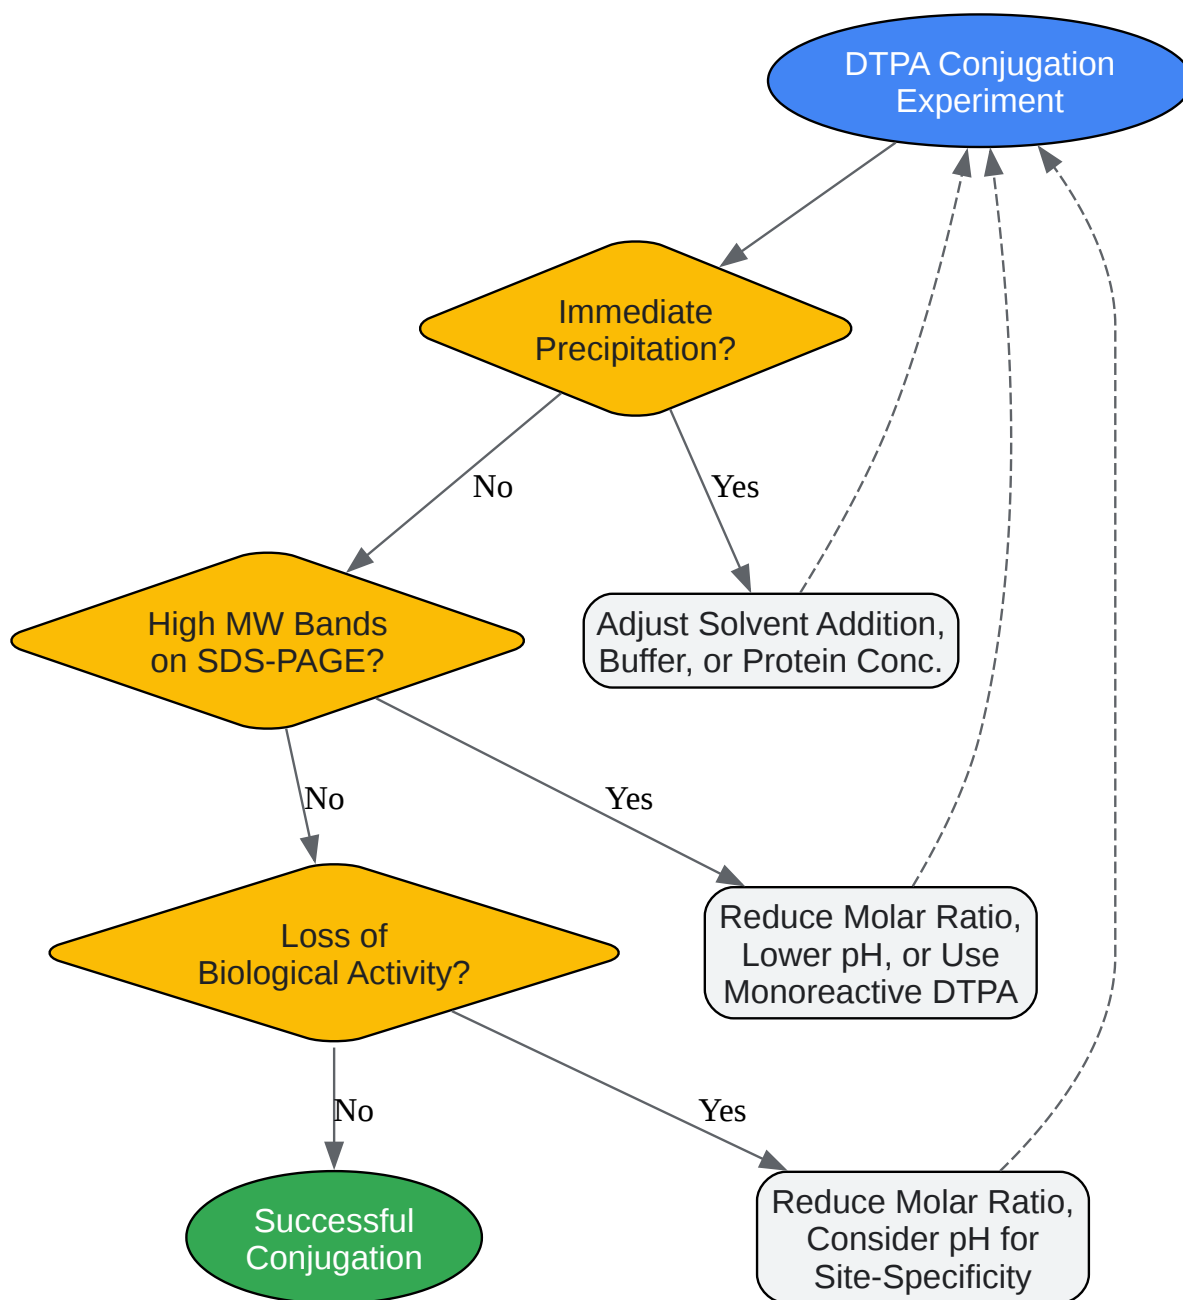 DTPA Conjugation
Experiment
Immediate
Precipitation?
No
Yes
High MW Bands
on SDS-PAGE?
Adjust Solvent Addition,
Buffer, or Protein Conc.
No
Yes
Loss of
Biological Activity?
Reduce Molar Ratio,
Lower pH, or Use
Monoreactive DTPA
No
Yes
Successful
Conjugation
Reduce Molar Ratio,
Consider pH for
Site-Specificity